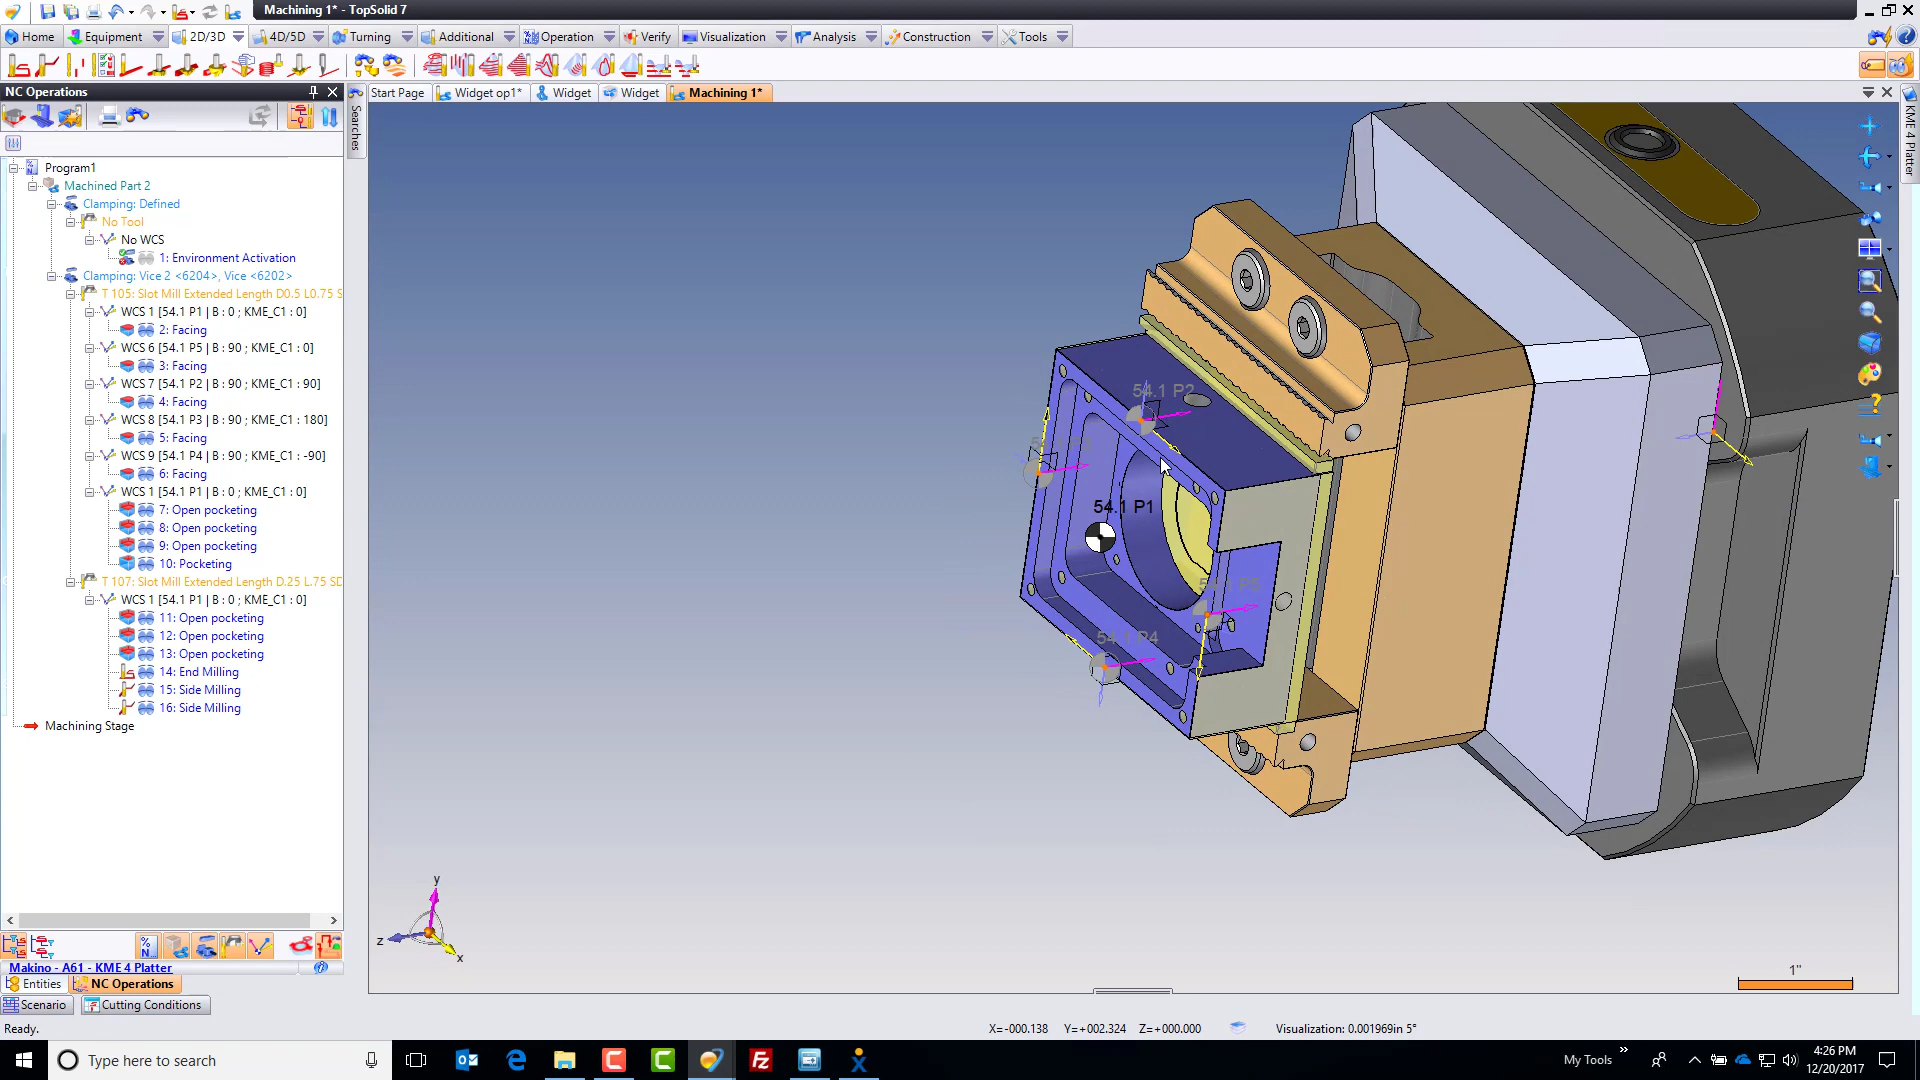 Machining 1* - TopSolid 7
Home Equipment 2D/3D 4D/5D Turning Additional Operation Verify Visualization Analysis Construction Tools
NC Operations
Start Page Widget op1* Widget Widget Machining 1*
Searches
KME 4 Platter
Program1
Machined Part 2
Clamping: Defined
No Tool
No WCS
1: Environment Activation
Clamping: Vice 2 <6204>, Vice <6202>
T 105: Slot Mill Extended Length D0.5 L0.75 S
WCS 1 [54.1 P1 | B : 0 ; KME_C1 : 0]
2: Facing
WCS 6 [54.1 P5 | B : 90 ; KME_C1 : 0]
3: Facing
WCS 7 [54.1 P2 | B : 90 ; KME_C1 : 90]
4: Facing
WCS 8 [54.1 P3 | B : 90 ; KME_C1 : 180]
5: Facing
WCS 9 [54.1 P4 | B : 90 ; KME_C1 : -90]
6: Facing
WCS 1 [54.1 P1 | B : 0 ; KME_C1 : 0]
7: Open pocketing
8: Open pocketing
9: Open pocketing
10: Pocketing
T 107: Slot Mill Extended Length D.25 L.75 SD
WCS 1 [54.1 P1 | B : 0 ; KME_C1 : 0]
11: Open pocketing
12: Open pocketing
13: Open pocketing
14: End Milling
15: Side Milling
16: Side Milling
Machining Stage
54.1 P2
54.1 P1
54.1 P4
y
z
x
1"
Makino - A61 - KME 4 Platter
Entities NC Operations
Scenario Cutting Conditions
Ready.
X=-000.138 Y=+002.324 Z=+000.000 Visualization: 0.001969in 5°
Type here to search
My Tools
4:26 PM
12/20/2017